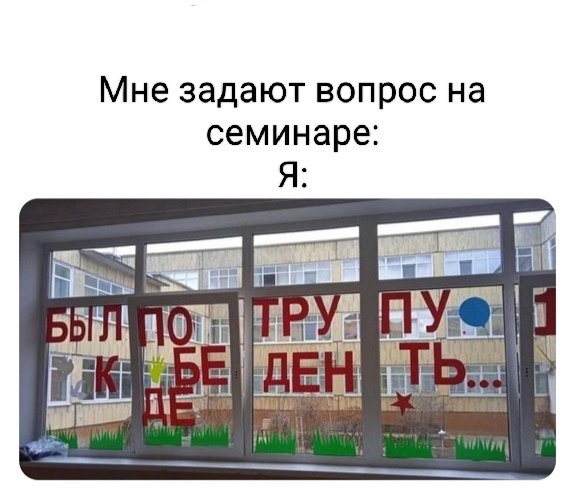 Мне задают вопрос на
семинаре:
Я:
БЫЛ ПО ТРУ ПУ 1
К БЕ ДЕН ТЬ...
ДЕ